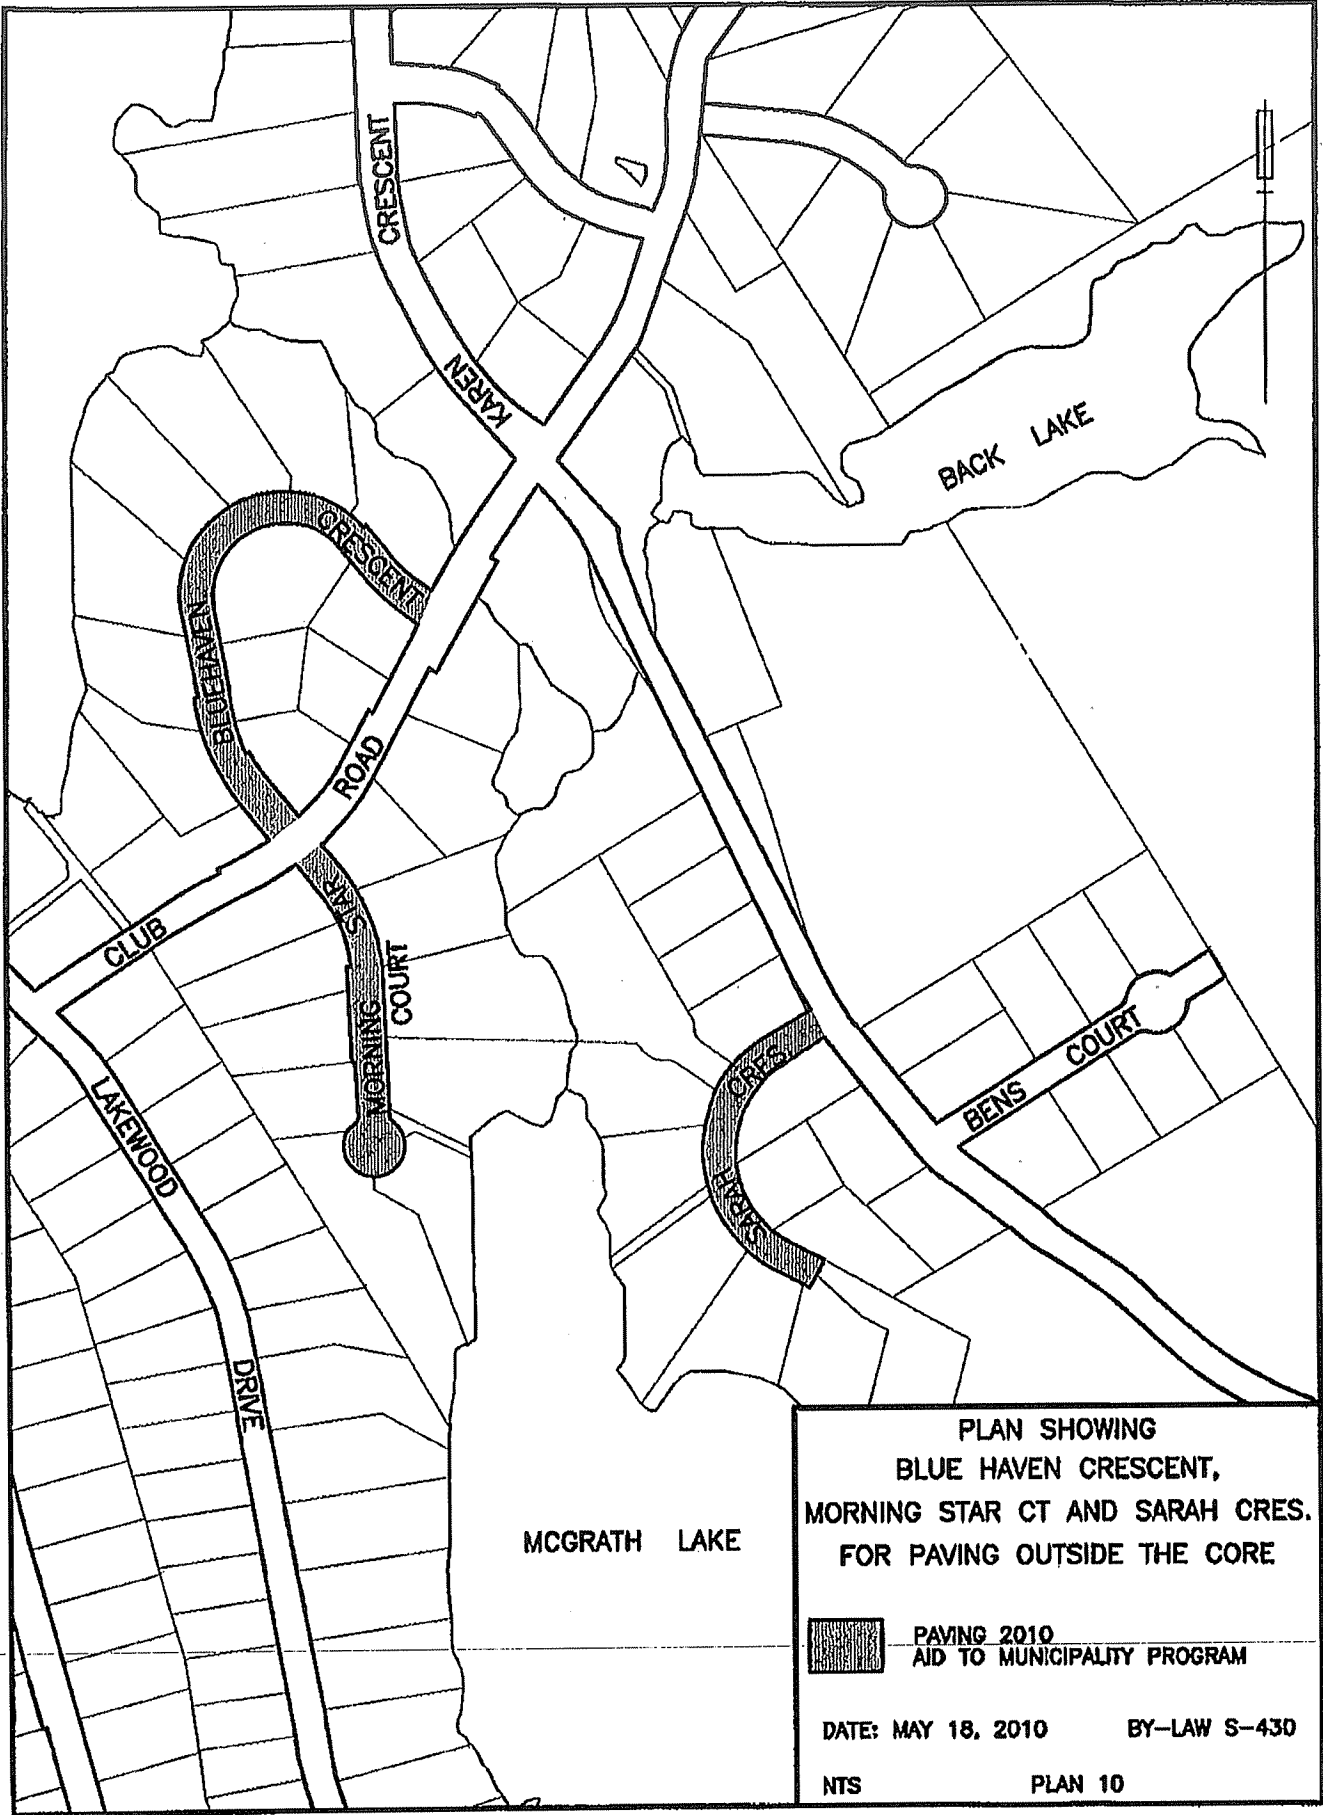 CRESCENT
KAREN
BACK LAKE
CRESCENT
BLUEHAVEN
ROAD
STAR
CLUB
MORNING
COURT
CRES.
SARAH
BENS COURT
LAKEWOOD
DRIVE
MCGRATH LAKE
PLAN SHOWING
BLUE HAVEN CRESCENT,
MORNING STAR CT AND SARAH CRES.
FOR PAVING OUTSIDE THE CORE
PAVING 2010
AID TO MUNICIPALITY PROGRAM
DATE: MAY 18, 2010 BY-LAW S-430
NTS PLAN 10